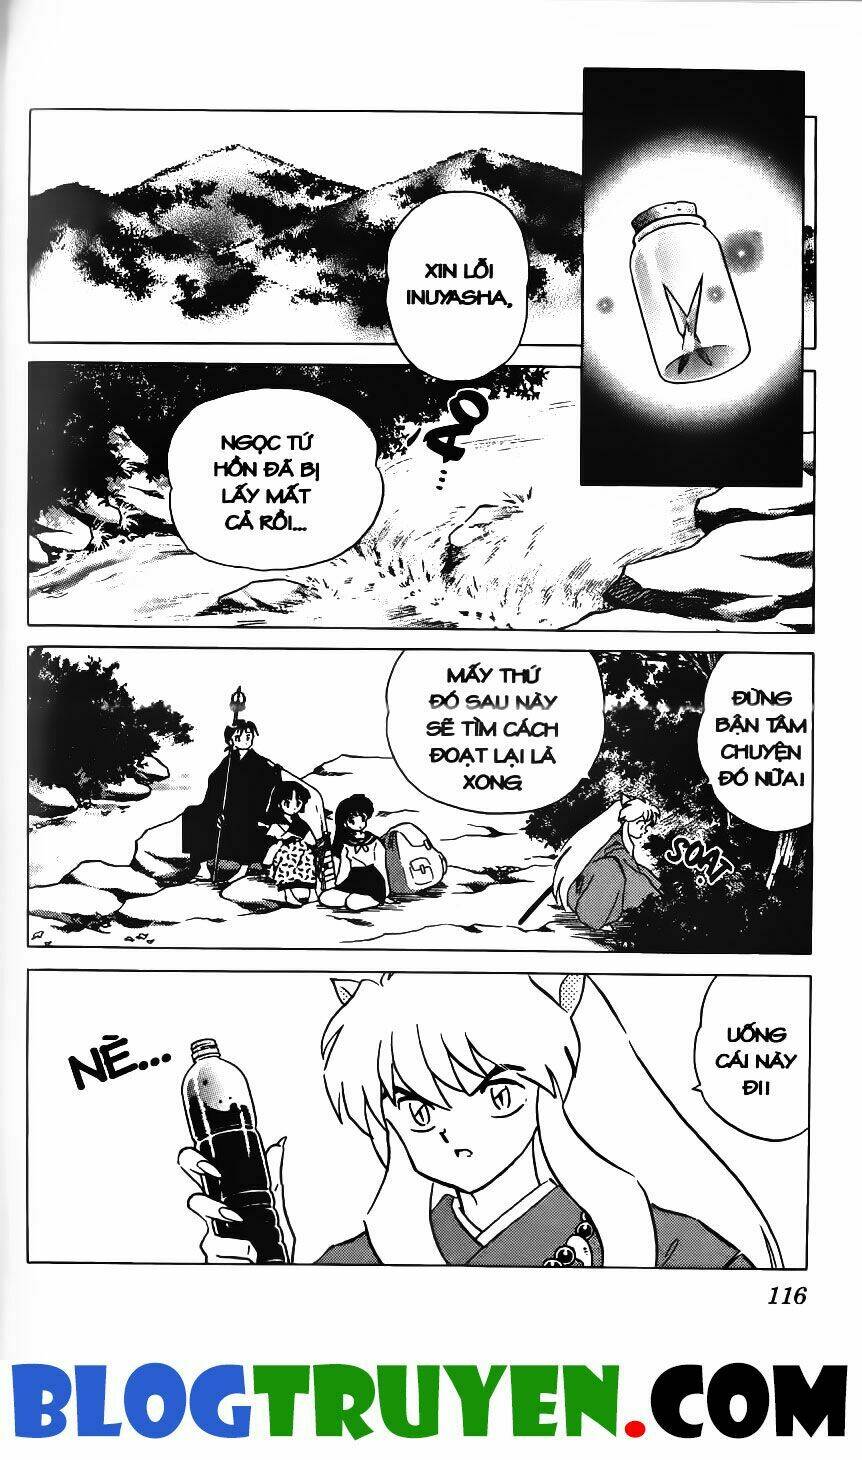 XIN LỖI
INUYASHA,
NGỌC TỨ
HỒN ĐÃ BỊ
LẤY MẤT
CẢ RỒI...
ÀO
...
MẤY THỨ
ĐÓ SAU NÀY
SẼ TÌM CÁCH
ĐOẠT LẠI LÀ
XONG.
ĐỪNG
BẬN TÂM
CHUYỆN
ĐÓ NỮA!
SOẠT
NÈ...
UỐNG
CÁI NÀY
ĐI!
116
BLOGTRUYEN.COM